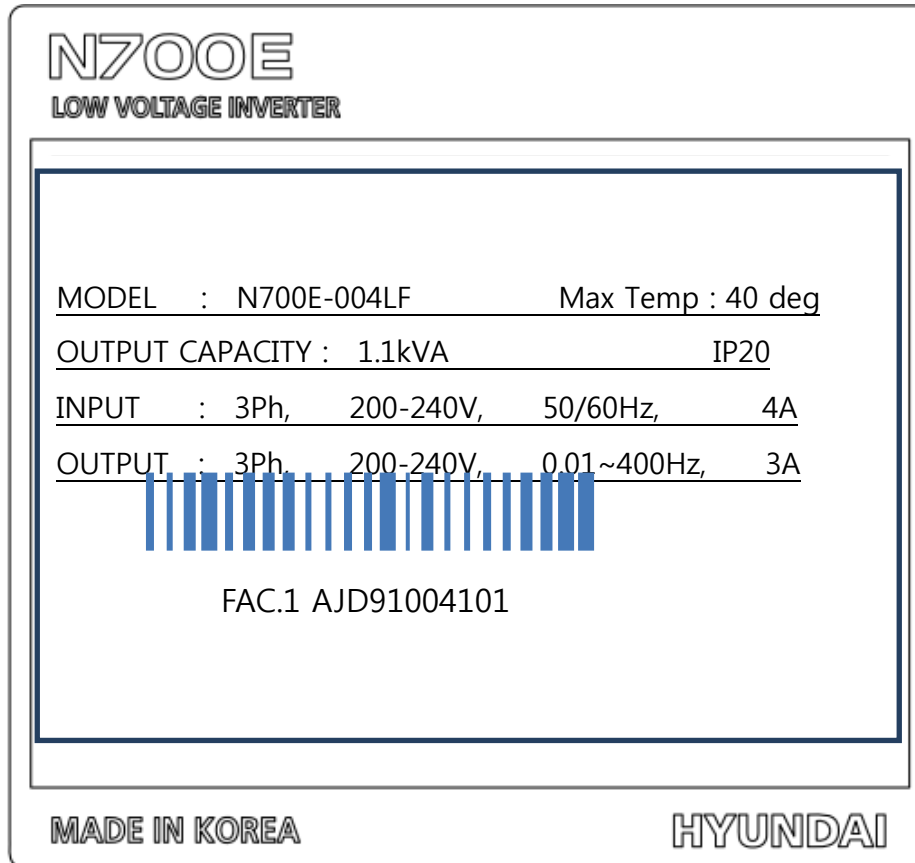 N700E
LOW VOLTAGE INVERTER
MODEL : N700E-004LF Max Temp : 40 deg
OUTPUT CAPACITY : 1.1kVA IP20
INPUT : 3Ph, 200-240V, 50/60Hz, 4A
OUTPUT : 3Ph, 200-240V, 0.01~400Hz, 3A
FAC.1 AJD91004101
MADE IN KOREA HYUNDAI